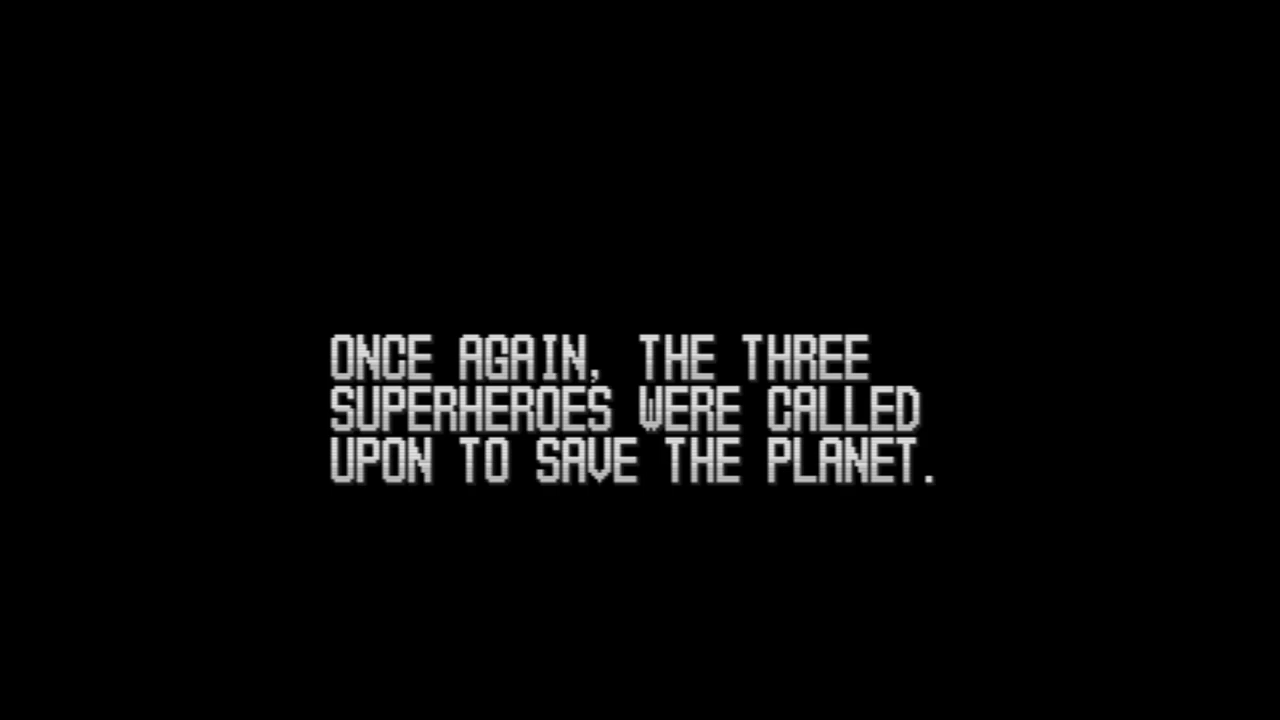 ONCE AGAIN, THE THREE
SUPERHEROES WERE CALLED
UPON TO SAVE THE PLANET.